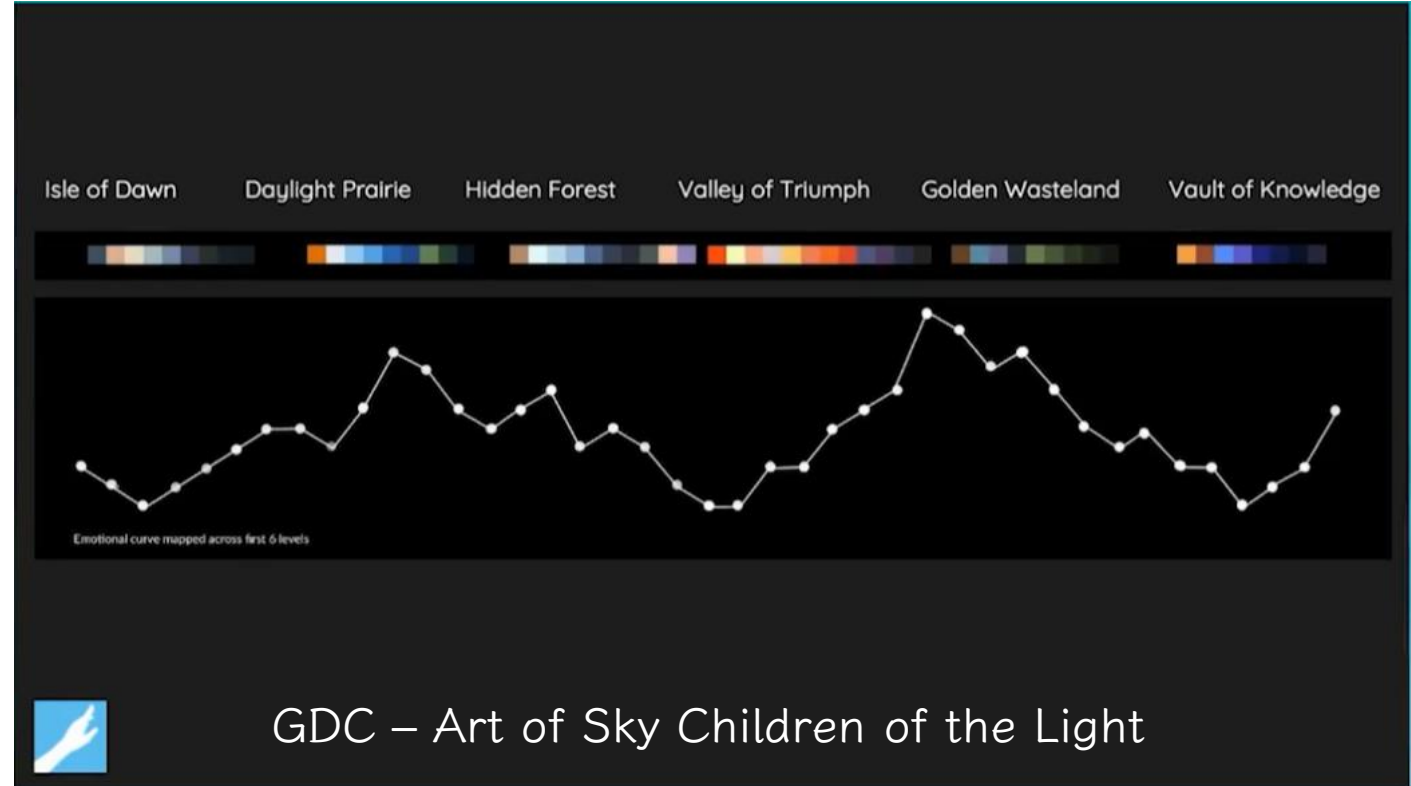 Isle of Dawn Daylight Prairie Hidden Forest Valley of Triumph Golden Wasteland Vault of Knowledge
Emotional curve mapped across first 6 levels
GDC – Art of Sky Children of the Light